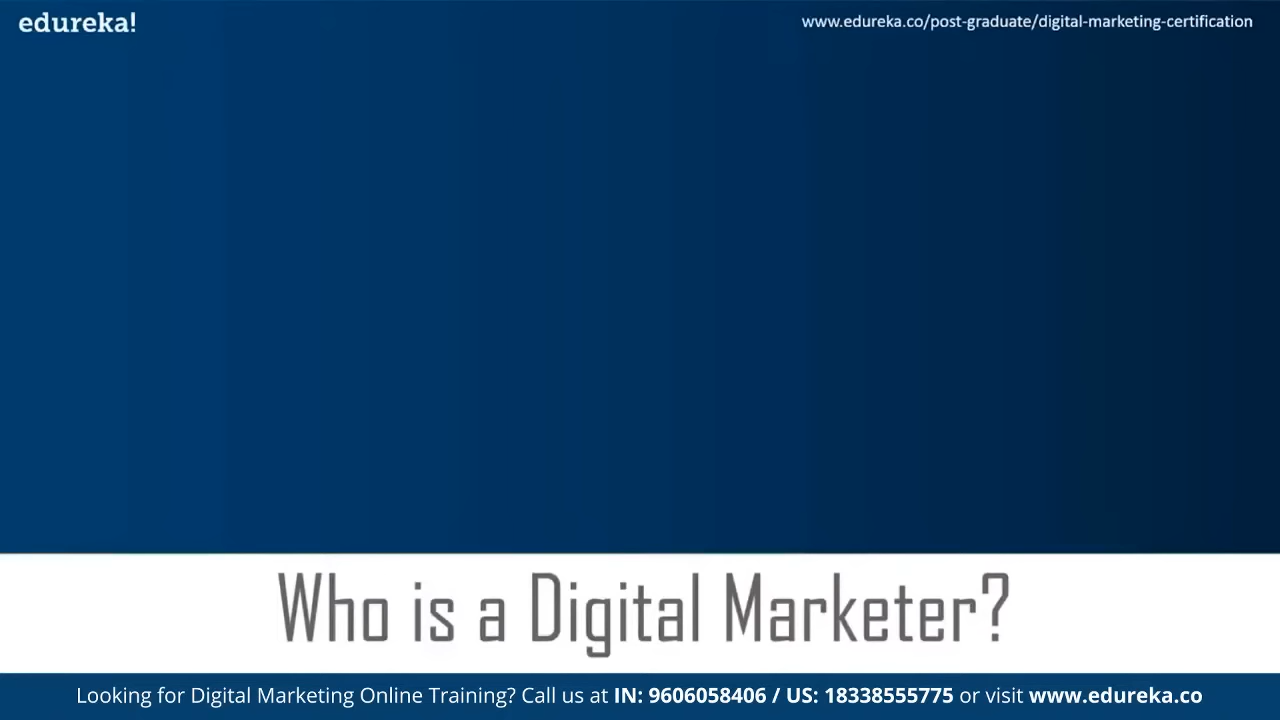 edureka!
www.edureka.co/post-graduate/digital-marketing-certification
Who is a Digital Marketer?
Looking for Digital Marketing Online Training? Call us at IN: 9606058406 / US: 18338555775 or visit www.edureka.co